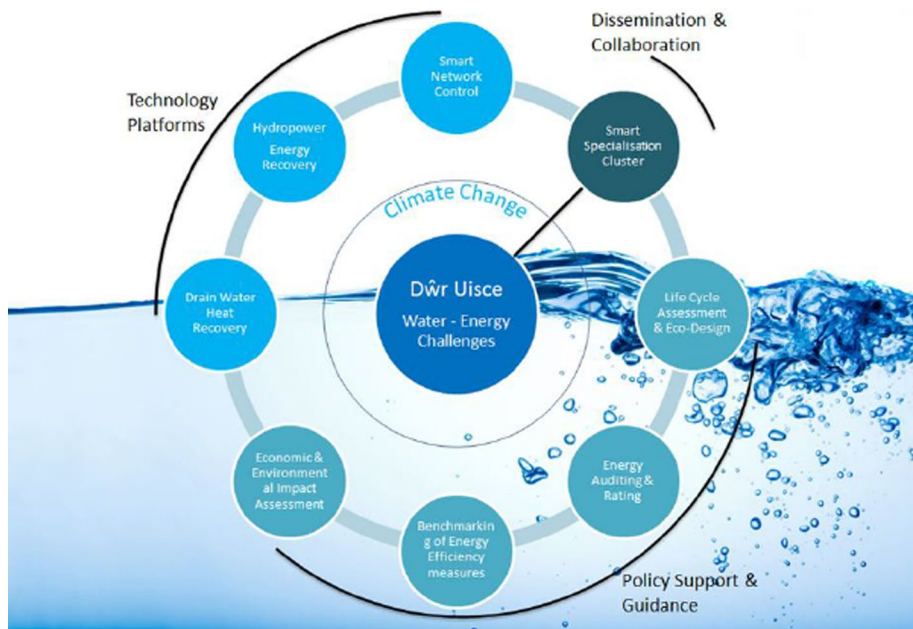 Dissemination &
Collaboration
Technology
Platforms
Smart
Network
Control
Hydropower
Energy
Recovery
Smart
Specialisation
Cluster
Climate Change
Dŵr Uisce
Water - Energy
Challenges
Drain Water
Heat
Recovery
Life Cycle
Assessment
& Eco-Design
Economic &
Environment
al Impact
Assessment
Energy
Auditing &
Rating
Benchmarkin
g of Energy
Efficiency
measures
Policy Support &
Guidance